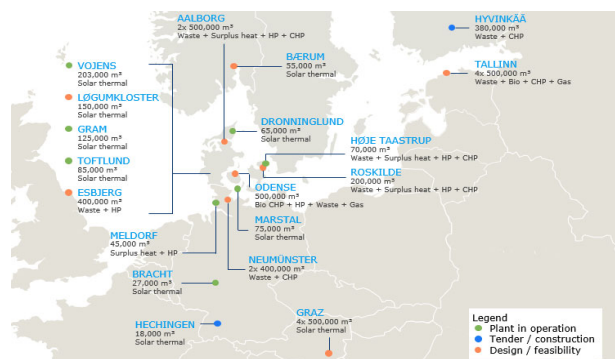 AALBORG
2x 500,000 m³
Waste + Surplus heat + HP + CHP
HYVINKÄÄ
380,000 m³
Waste + CHP
VOJENS
203,000 m³
Solar thermal
BÆRUM
55,000 m³
Solar thermal
TALLINN
4x 500,000 m³
Waste + Bio + CHP + Gas
LØGUMKLOSTER
150,000 m³
Solar thermal
GRAM
125,000 m³
Solar thermal
DRONNINGLUND
65,000 m³
Solar thermal
TOFTLUND
85,000 m³
Solar thermal
HØJE TAASTRUP
70,000 m³
Waste + Surplus heat + HP + CHP
ESBJERG
400,000 m³
Waste + HP
ROSKILDE
200,000 m³
Waste + Surplus heat + HP + CHP
ODENSE
500,000 m³
Bio CHP + HP + Waste + Gas
MARSTAL
75,000 m³
Solar thermal
MELDORF
45,000 m³
Surplus heat + HP
NEUMÜNSTER
2x 400,000 m³
Waste + CHP
BRACHT
27,000 m³
Solar thermal
HECHINGEN
18,000 m³
Solar thermal
GRAZ
4x 500,000 m³
Solar thermal
Legend
Plant in operation
Tender / construction
Design / feasibility